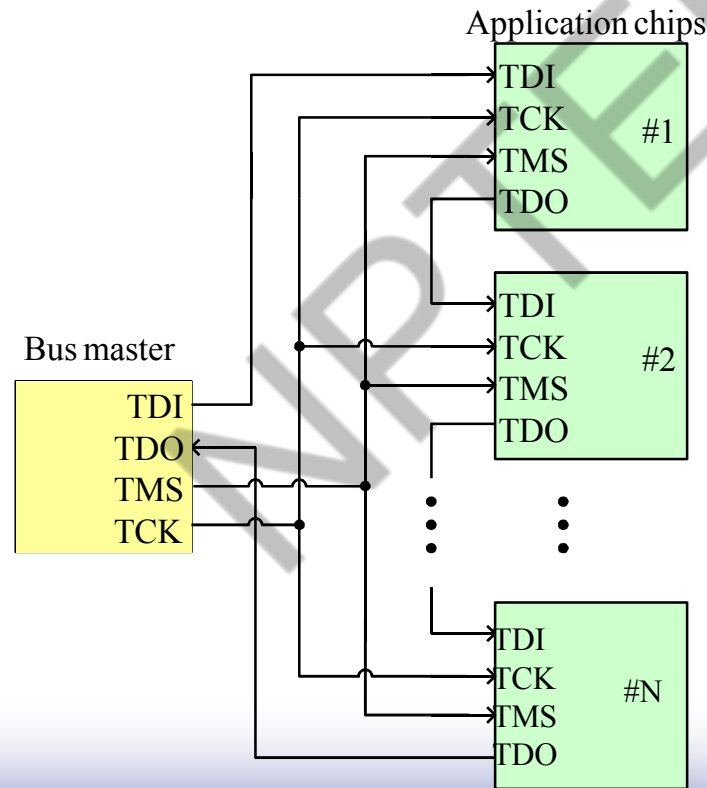 Application chips
TDI
TCK
#1
TMS
TDO
TDI
TCK
#2
TMS
TDO
Bus master
TDI
TDO
TMS
TCK
TDI
TCK
#N
TMS
TDO
NPTEL